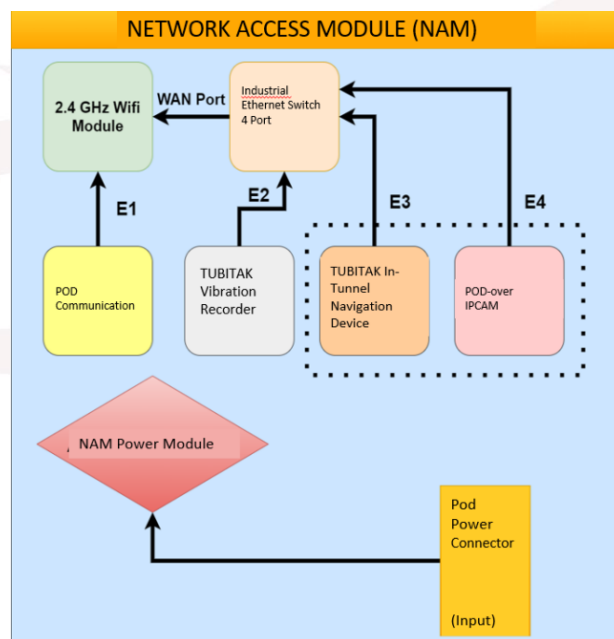 NETWORK ACCESS MODULE (NAM)
2.4 GHz Wifi
Module
WAN Port
Industrial
Ethernet Switch
4 Port
E1
E2
E3
E4
POD
Communication
TUBITAK
Vibration
Recorder
TUBITAK In-
Tunnel
Navigation
Device
POD-over
IPCAM
NAM Power Module
Pod
Power
Connector
(Input)